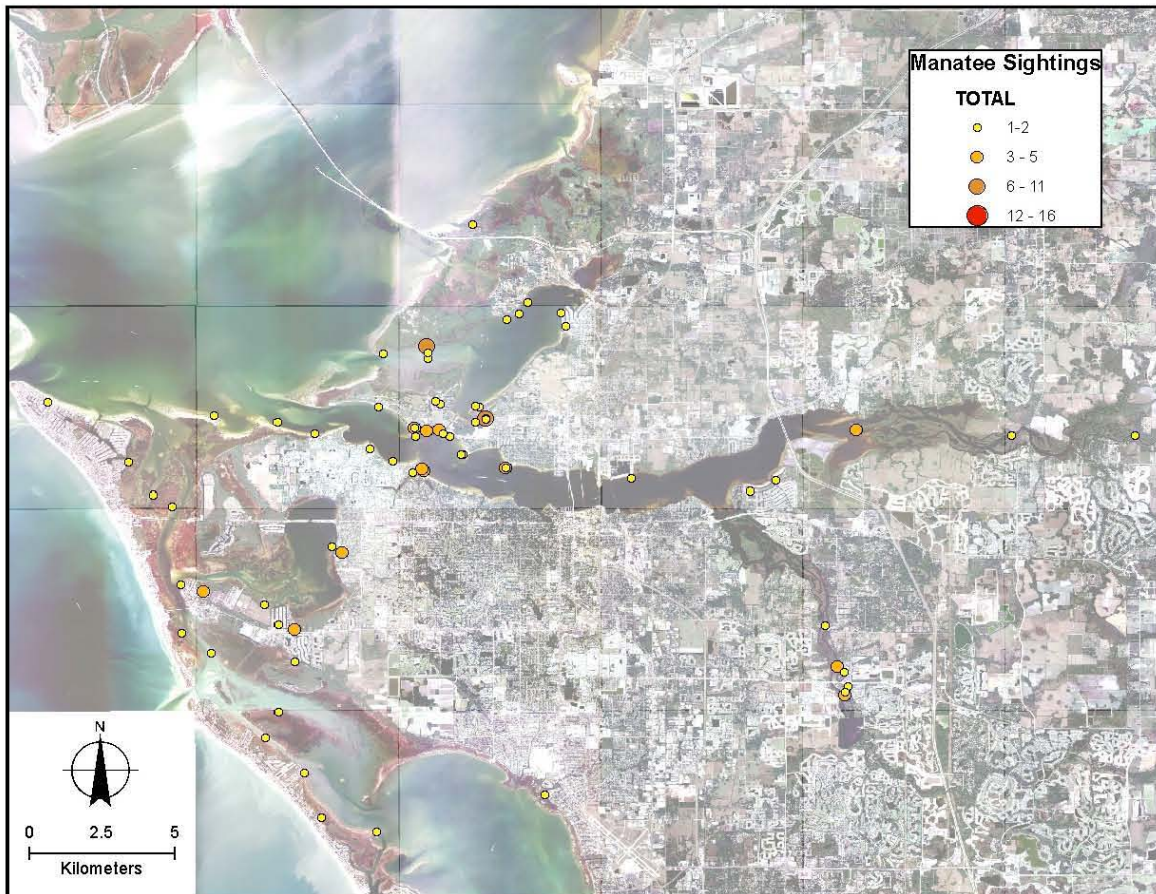 Manatee Sightings
TOTAL
1-2
3 - 5
6 - 11
12 - 16
N
0 2.5 5
Kilometers